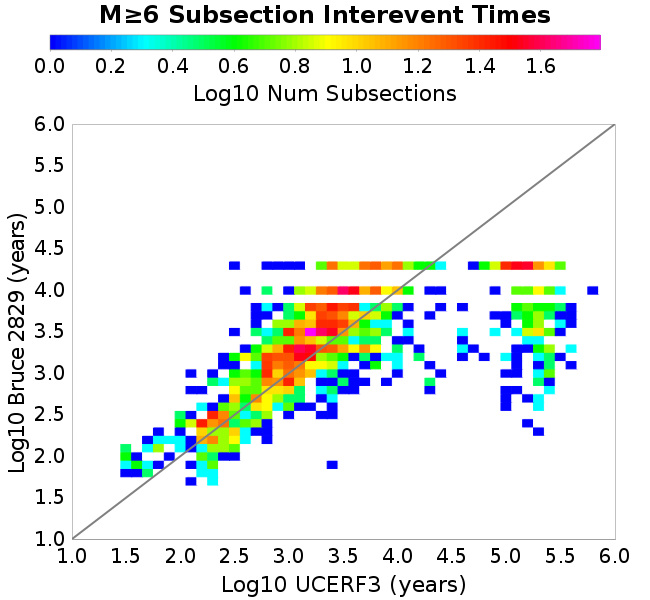 M≥6 Subsection Interevent Times
0.0 0.2 0.4 0.6 0.8 1.0 1.2 1.4 1.6
Log10 Num Subsections
6.0
5.5
5.0
4.5
4.0
3.5
3.0
2.5
2.0
1.5
1.0
Log10 Bruce 2829 (years)
1.0 1.5 2.0 2.5 3.0 3.5 4.0 4.5 5.0 5.5 6.0
Log10 UCERF3 (years)